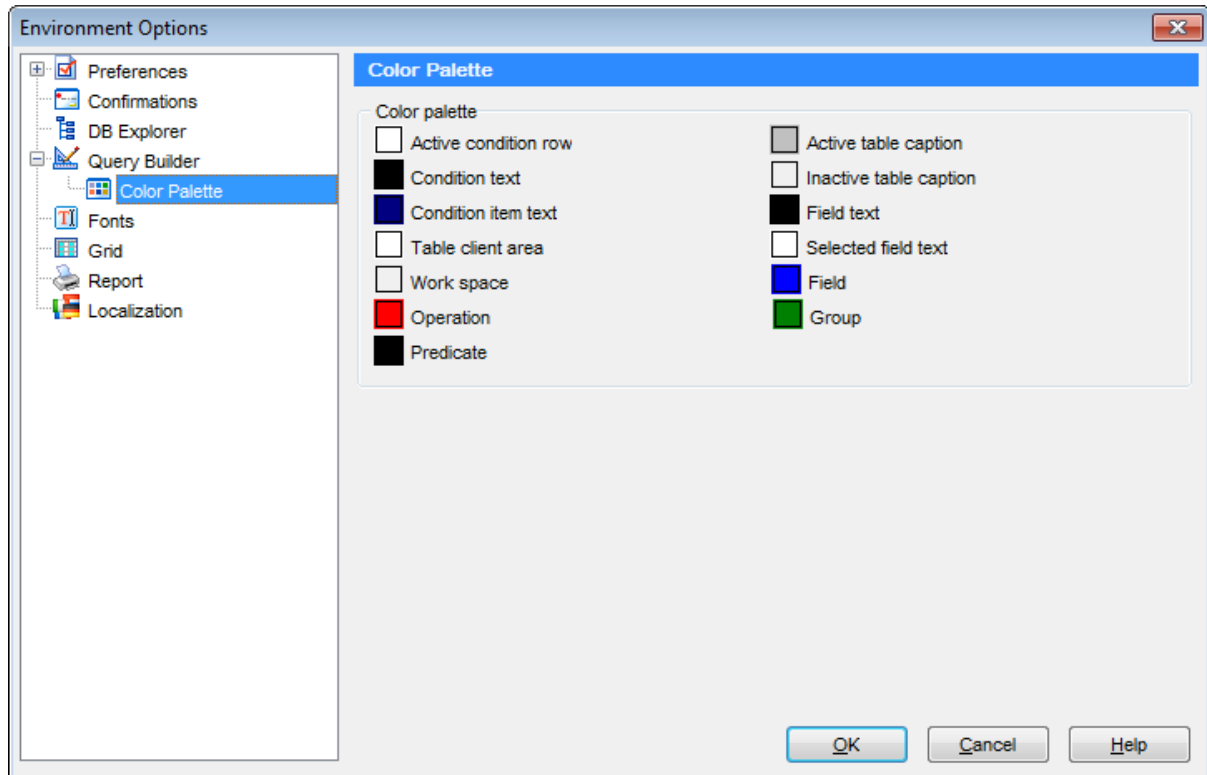 Environment Options
Preferences
Confirmations
DB Explorer
Query Builder
Color Palette
Fonts
Grid
Report
Localization
Color Palette
Color palette
Active condition row
Condition text
Condition item text
Table client area
Work space
Operation
Predicate
Active table caption
Inactive table caption
Field text
Selected field text
Field
Group
OK
Cancel
Help